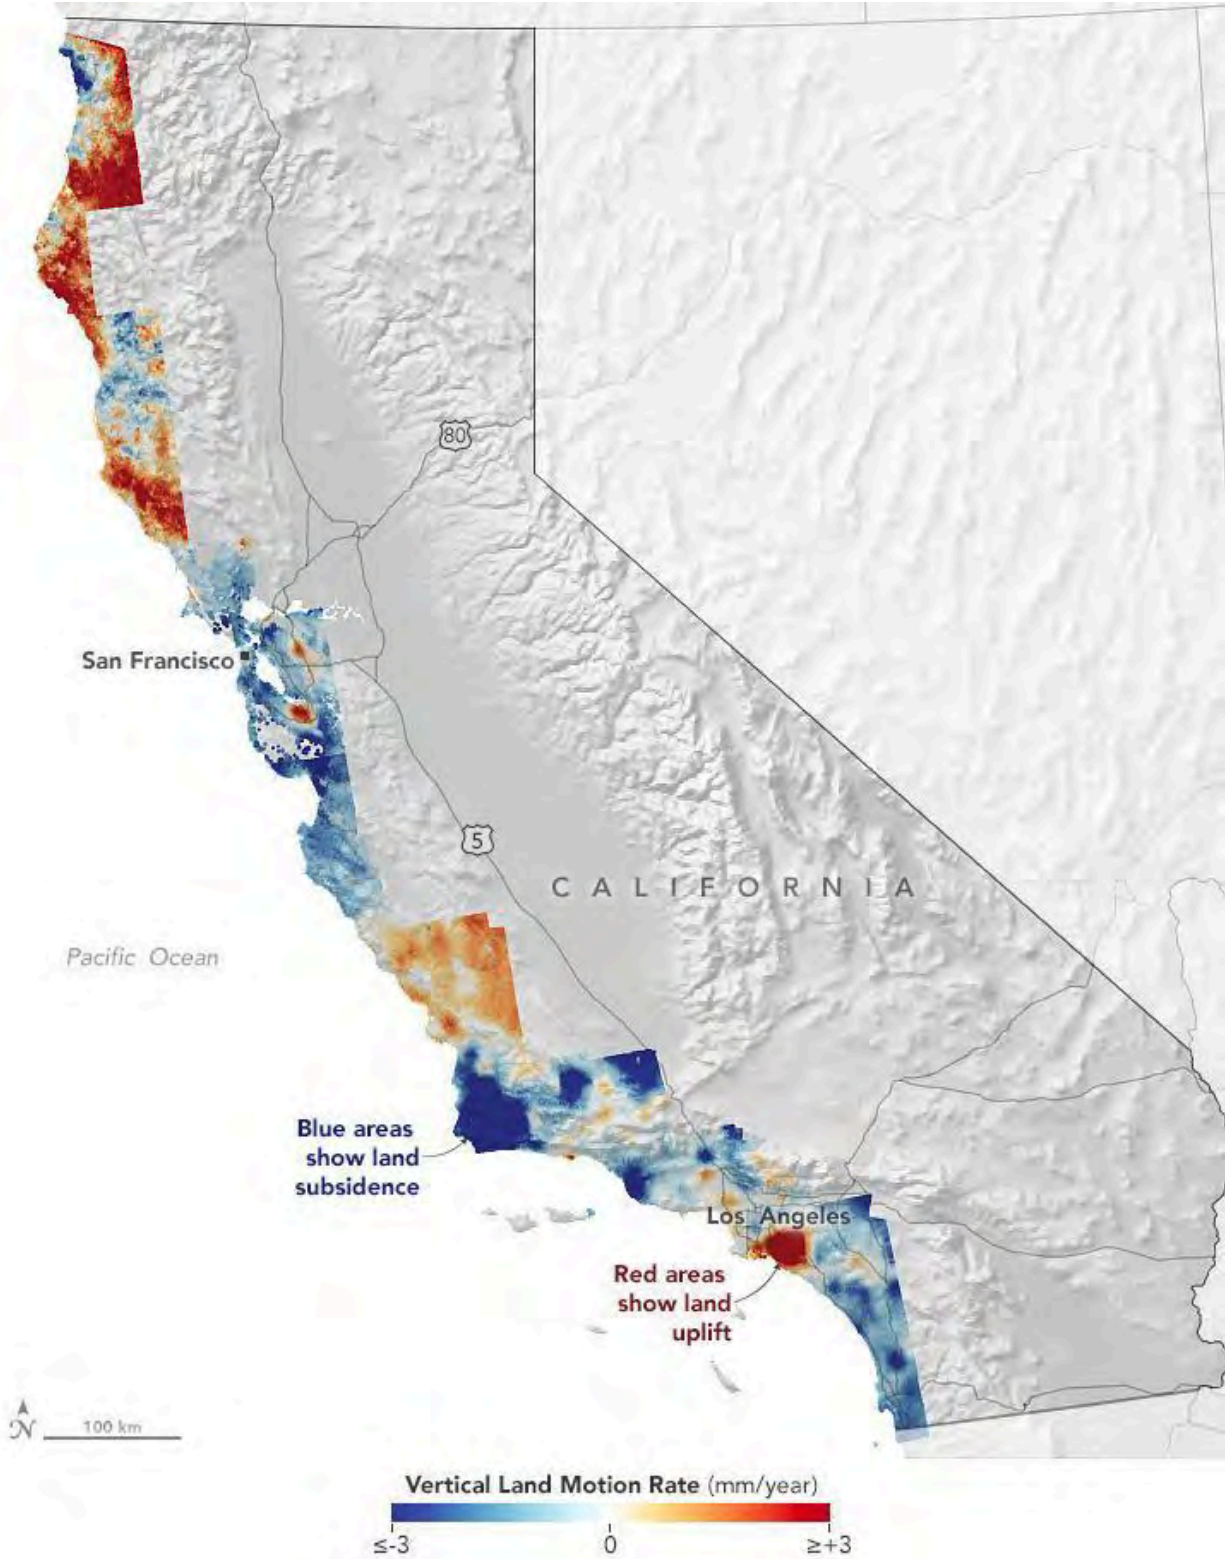 80
San Francisco
5
CALIFORNIA
Pacific Ocean
Blue areas
show land
subsidence
Los Angeles
Red areas
show land
uplift
N
100 km
Vertical Land Motion Rate (mm/year)
≤-3
0
≥+3